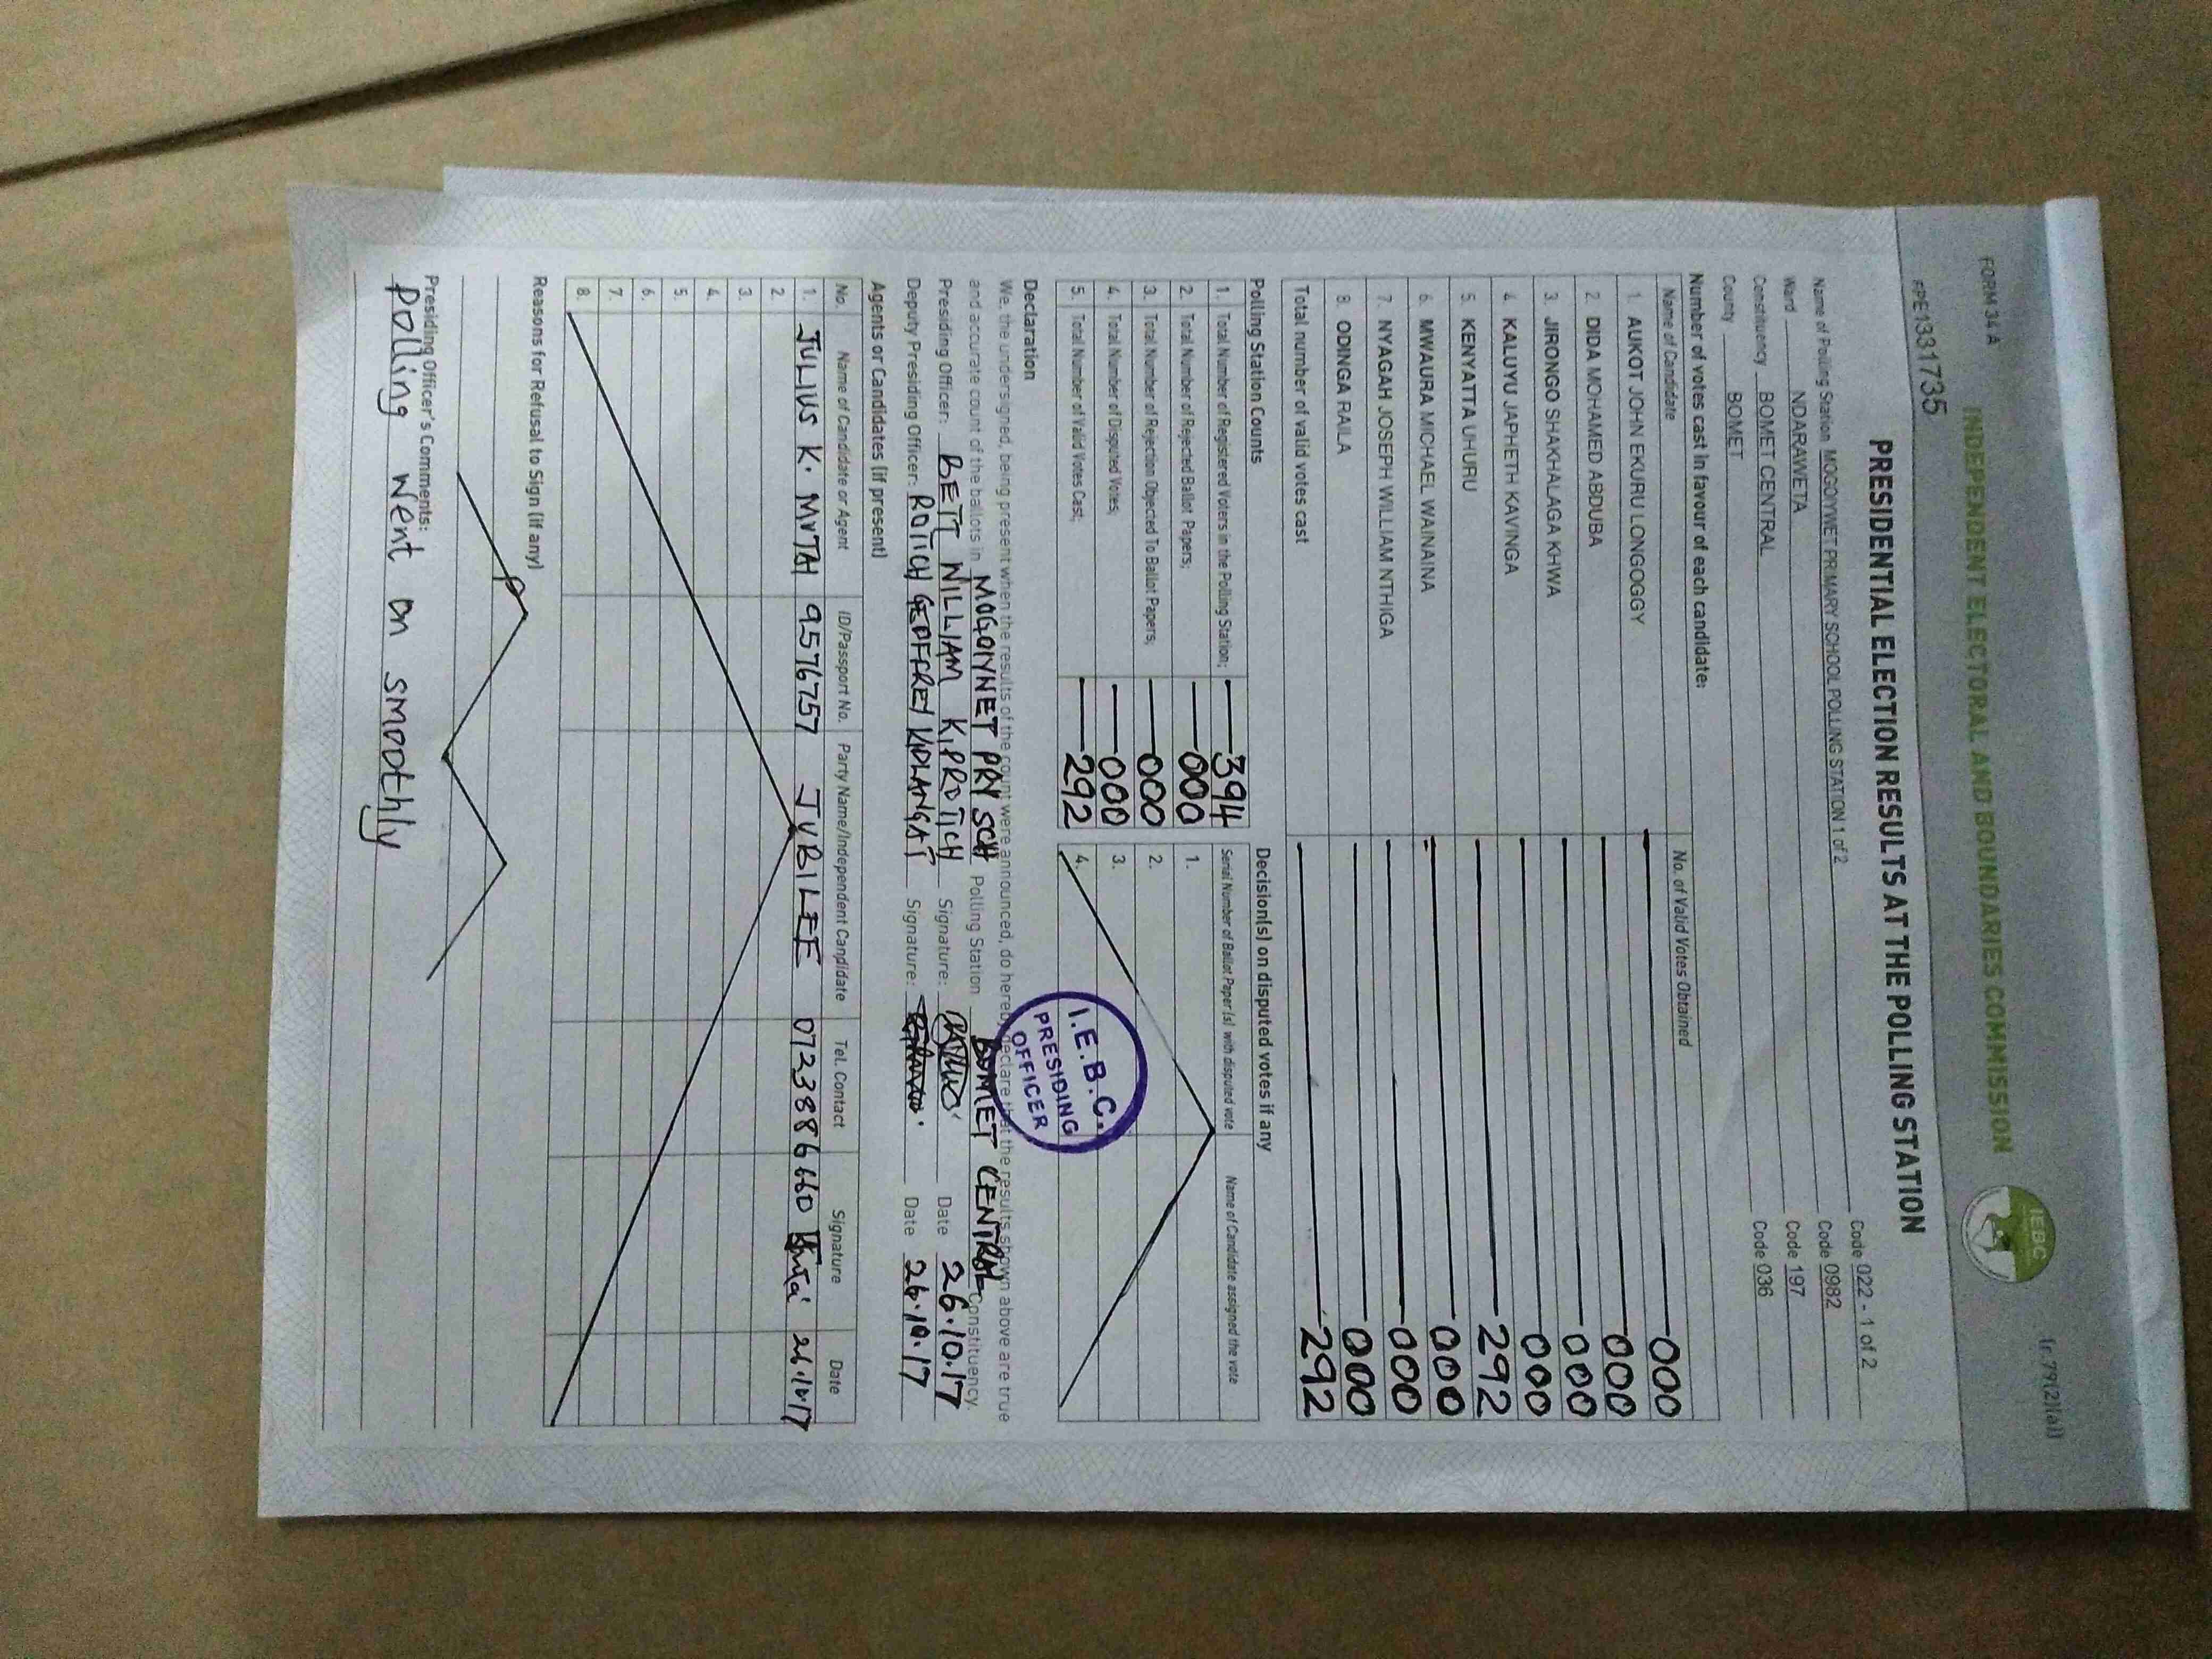 FORM 34 A
(r.79(2)(a))
INDEPENDENT ELECTORAL AND BOUNDARIES COMMISSION
IEBC
FPE1331735
PRESIDENTIAL ELECTION RESULTS AT THE POLLING STATION
Name of Polling Station MOGOIYWET PRIMARY SCHOOL POLLING STATION 1 of 2 Code 022 - 1 of 2
Ward NDARAWETA Code 0982
Constituency BOMET CENTRAL Code 197
County BOMET Code 036
Number of votes cast in favour of each candidate:
Name of Candidate No. of Valid Votes Obtained
1. AUKOT JOHN EKURU LONGOGGY 000
2. DIDA MOHAMED ABDUBA 000
3. JIRONGO SHAKHALAGA KHWA 000
4. KALUYU JAPHETH KAVINGA 000
5. KENYATTA UHURU 292
6. MWAURA MICHAEL WAINAINA 000
7. NYAGAH JOSEPH WILLIAM NTHIGA 000
8. ODINGA RAILA 000
Total number of valid votes cast 292
Polling Station Counts
1. Total Number of Registered Voters in the Polling Station; 394
2. Total Number of Rejected Ballot Papers; 000
3. Total Number of Rejection Objected To Ballot Papers; 000
4. Total Number of Disputed Votes; 000
5. Total Number of Valid Votes Cast; 292
Decision(s) on disputed votes if any
Serial Number of Ballot Paper (s) with disputed vote Name of Candidate assigned the vote
1.
2.
3.
4.
I.E.B.C.
PRESIDING
OFFICER
Declaration
We, the undersigned, being present when the results of the count were announced, do hereby declare that the results shown above are true
and accurate count of the ballots in MOGOIYNET PRY SCH Polling Station BOMET CENTRAL Constituency.
Presiding Officer: BETT WILLIAM KIPROTICH Signature: Date 26.10.17
Deputy Presiding Officer: ROTICH GEOFFREY KIPLANGAT Signature: Date 26.10.17
Agents or Candidates (if present)
No. Name of Candidate or Agent ID/Passport No. Party Name/Independent Candidate Tel. Contact Signature Date
1. JULIUS K. MUTAI 9576757 JUBILEE 0723886660 26.10.17
2.
3.
4.
5.
6.
7.
8.
Reasons for Refusal to Sign (if any)
Presiding Officer's Comments:
polling went on smoothly